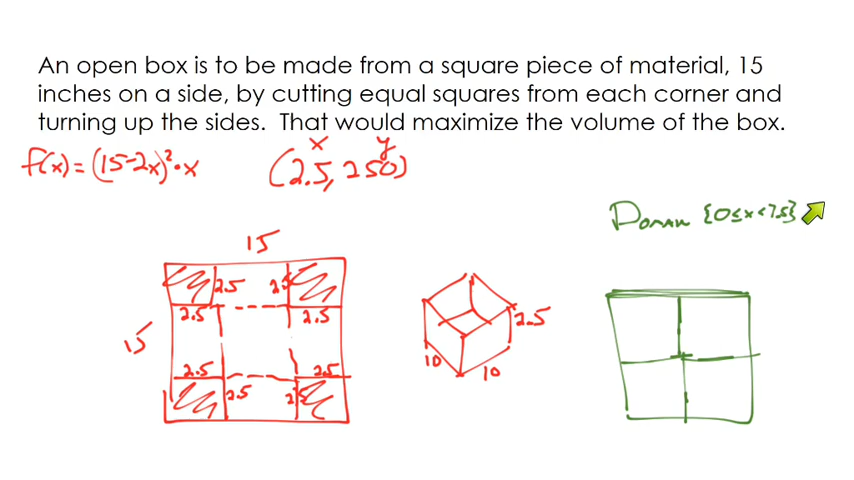 An open box is to be made from a square piece of material, 15
inches on a side, by cutting equal squares from each corner and
turning up the sides.  That would maximize the volume of the box.
x y
f(x) = (15-2x)²·x (2.5, 250)
Domain {0≤x<7.5}
15
2.5 2.5
2.5 2.5
15
2.5 2.5
2.5 2.5
2.5
10 10